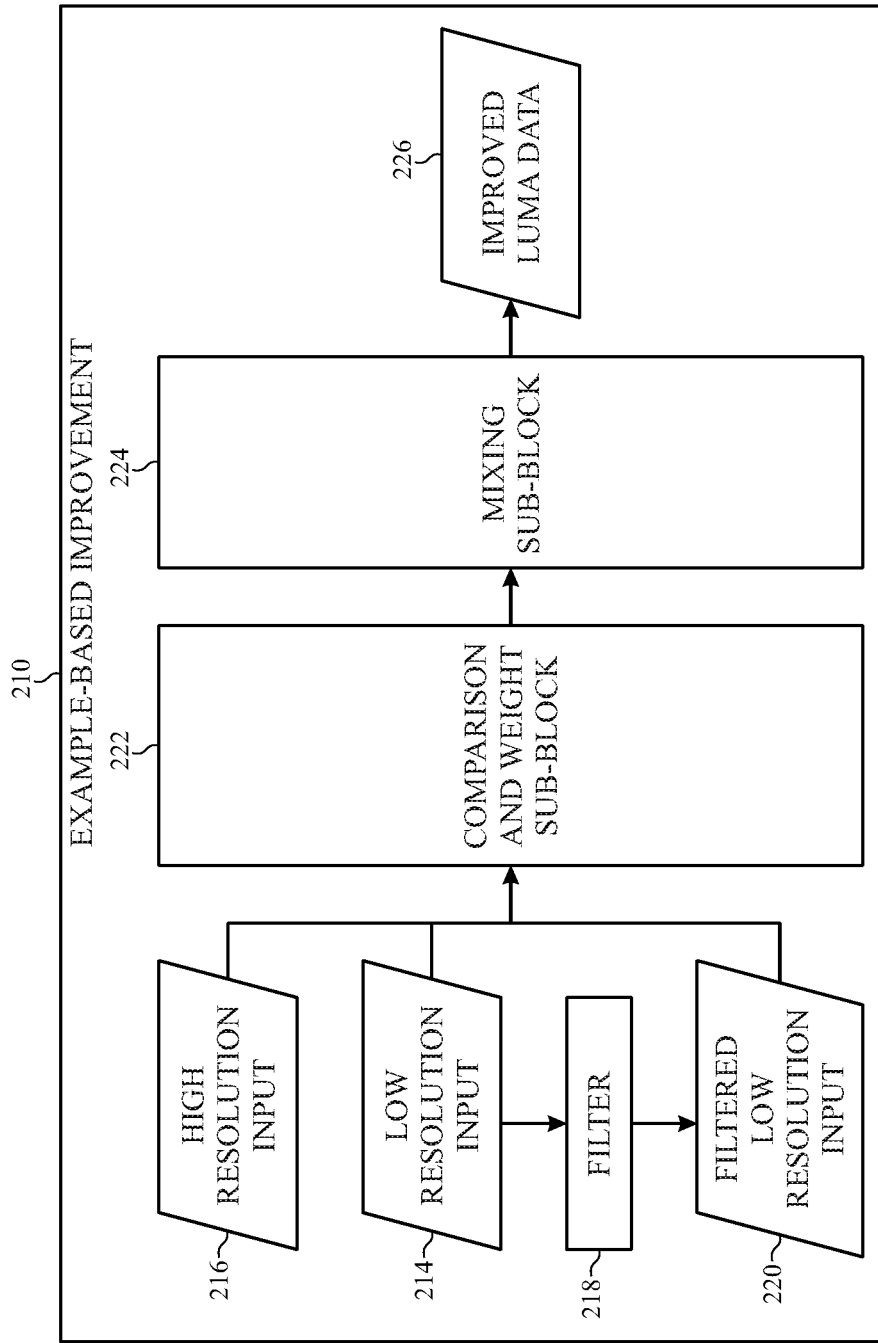 210
EXAMPLE-BASED IMPROVEMENT
216
HIGH
RESOLUTION
INPUT
214
LOW
RESOLUTION
INPUT
218
FILTER
220
FILTERED
LOW
RESOLUTION
INPUT
222
COMPARISON
AND WEIGHT
SUB-BLOCK
224
MIXING
SUB-BLOCK
226
IMPROVED
LUMA DATA